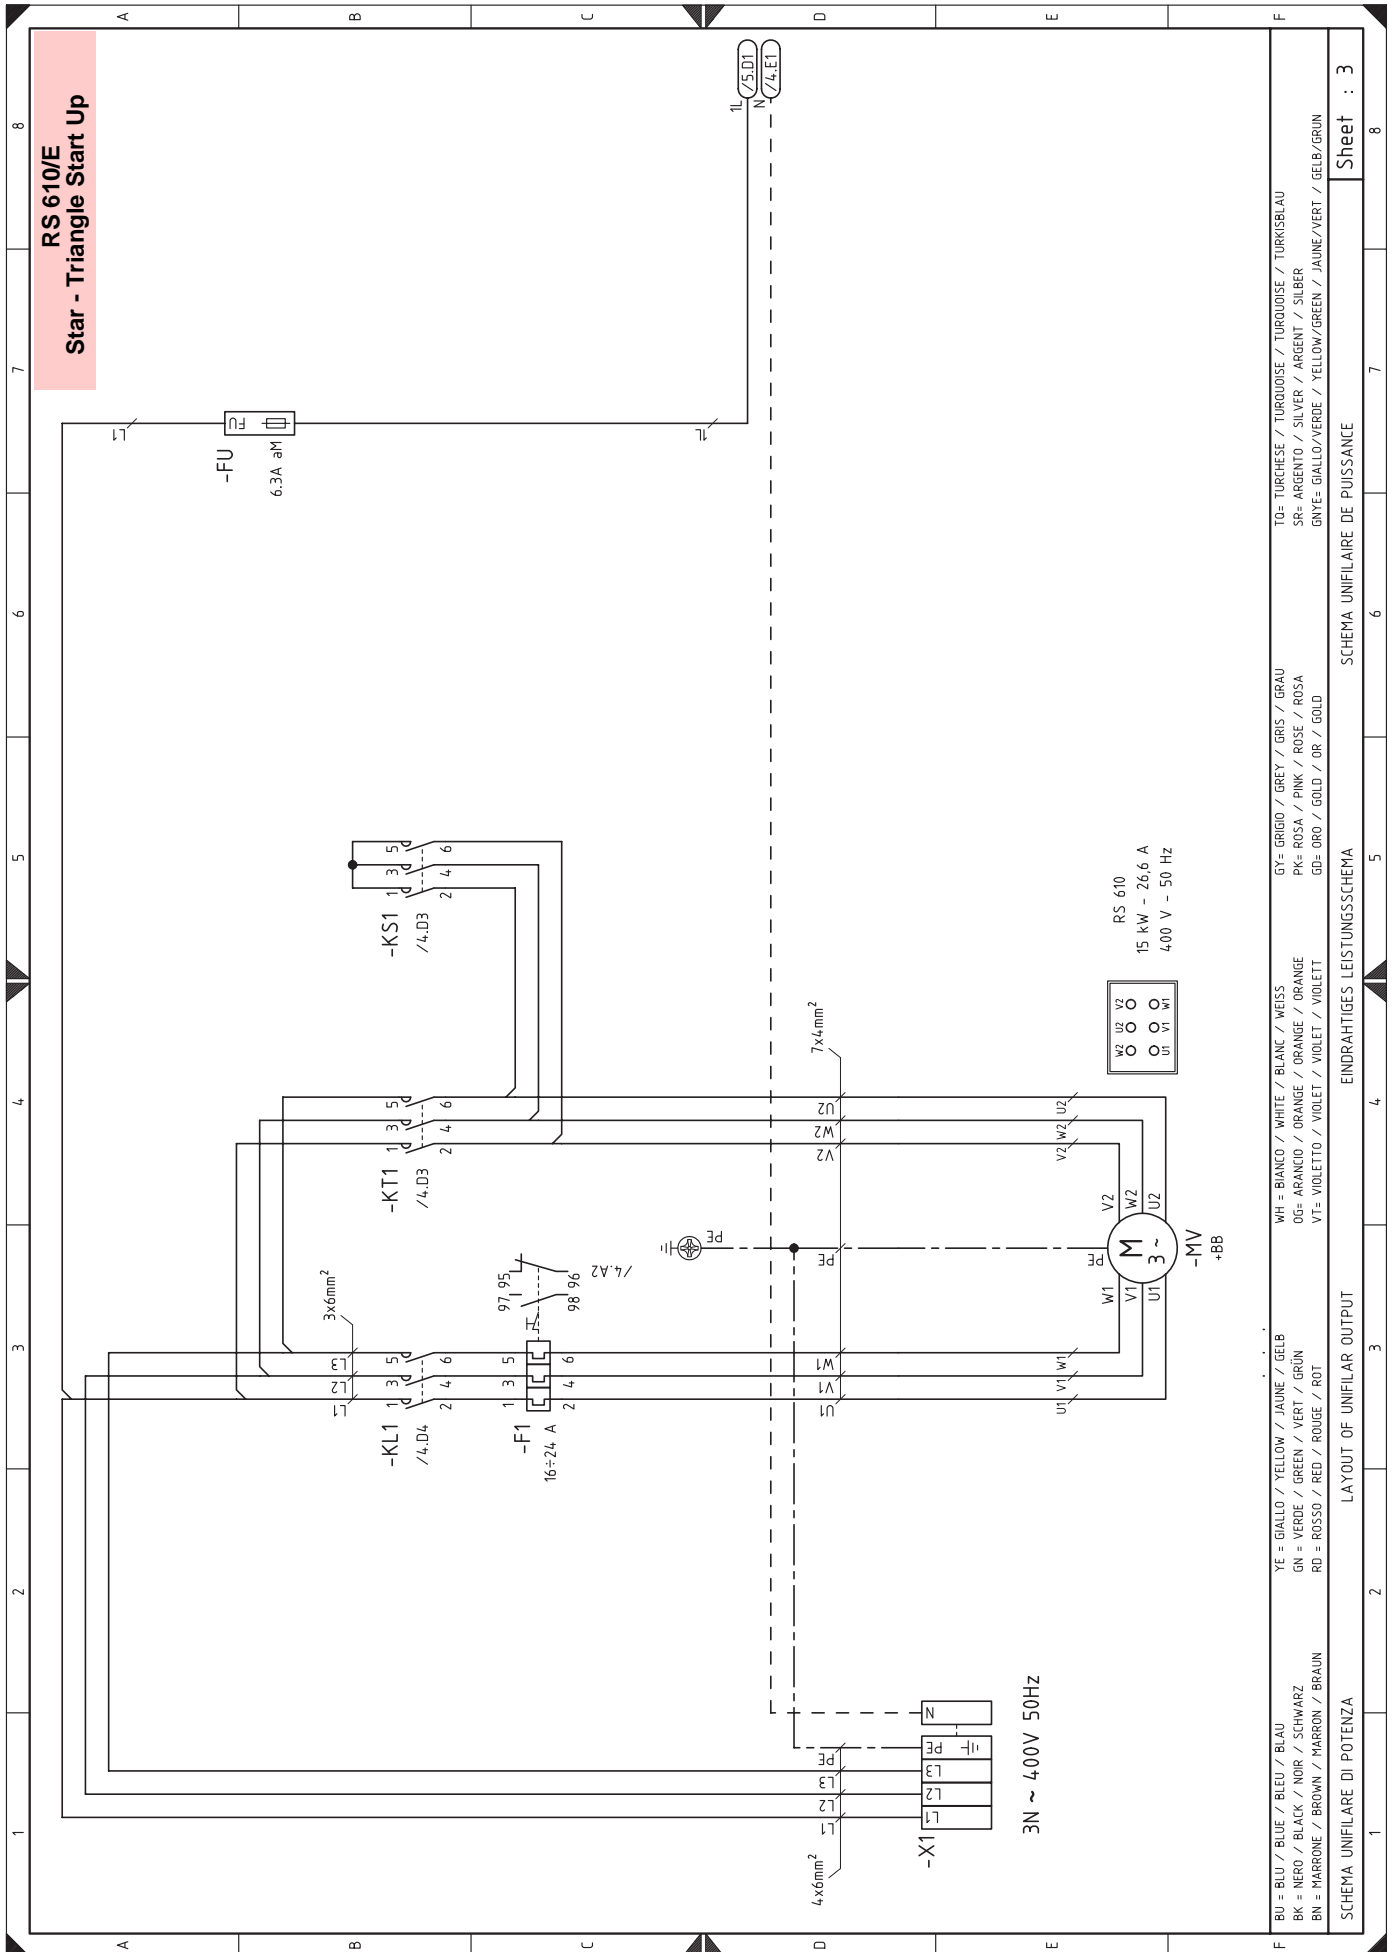 1 2 3 4 5 6 7 8
A
B
C
D
E
F
RS 610/E
Star - Triangle Start Up
L1
-FU
FU
6.3A aM
1L
1L
/5.D1
N
/4.E1
3x6mm²
L1 L2 L3
-KL1
/4.D4
1 3 5
2 4 6
-KT1
/4.D3
1 3 5
2 4 6
-KS1
/4.D3
1 3 5
2 4 6
-F1
16÷24 A
1 3 5
2 4 6
97 95
98 96
/4.A2
PE
4x6mm²
L1 L2 L3 PE
U1 V1 W1 PE V2 W2 U2
7x4mm²
-X1
L1 L2 L3 PE N
3N ~ 400V 50Hz
U1 V1 W1
V2 W2 U2
W1
V1
U1
PE
M
3 ~
V2
W2
U2
-MV
+BB
W2 U2 V2
U1 V1 W1
RS 610
15 kW - 26,6 A
400 V - 50 Hz
BU = BLU / BLUE / BLEU / BLAU
BK = NERO / BLACK / NOIR / SCHWARZ
BN = MARRONE / BROWN / MARRON / BRAUN
YE = GIALLO / YELLOW / JAUNE / GELB
GN = VERDE / GREEN / VERT / GRÜN
RD = ROSSO / RED / ROUGE / ROT
WH = BIANCO / WHITE / BLANC / WEISS
OG= ARANCIO / ORANGE / ORANGE / ORANGE
VT= VIOLETTO / VIOLET / VIOLET / VIOLETT
GY= GRIGIO / GREY / GRIS / GRAU
PK= ROSA / PINK / ROSE / ROSA
GD= ORO / GOLD / OR / GOLD
TQ= TURCHESE / TURQUOISE / TURQUOISE / TURKISBLAU
SR= ARGENTO / SILVER / ARGENT / SILBER
GNYE= GIALLO/VERDE / YELLOW/GREEN / JAUNE/VERT / GELB/GRUN
SCHEMA UNIFILARE DI POTENZA
LAYOUT OF UNIFILAR OUTPUT
EINDRAHTIGES LEISTUNGSSCHEMA
SCHEMA UNIFILAIRE DE PUISSANCE
Sheet : 3
1 2 3 4 5 6 7 8
A
B
C
D
E
F